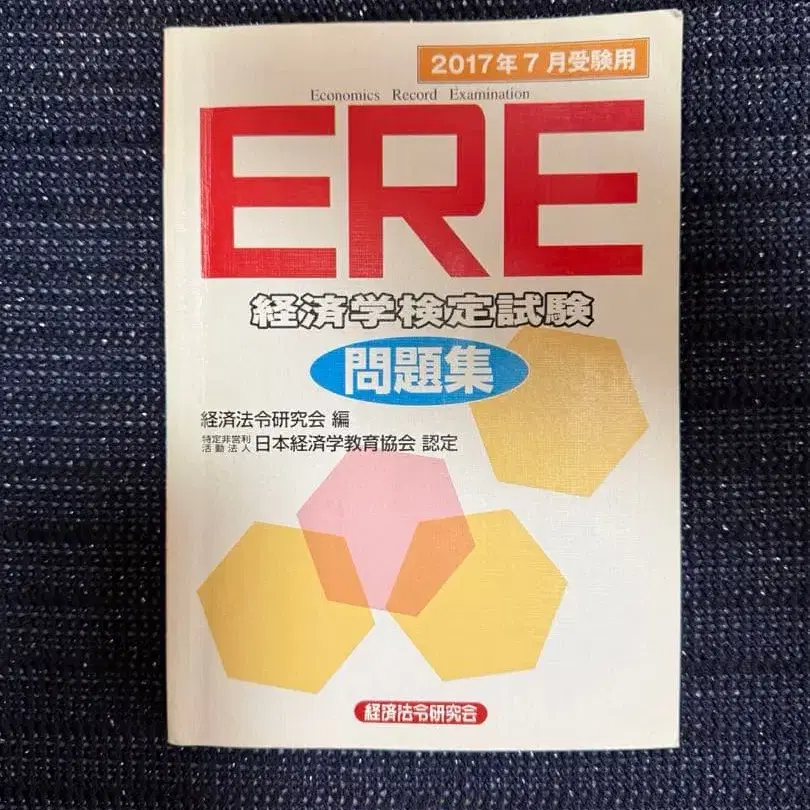 2017年7月受験用
Economics Record Examination
ERE
経済学検定試験
問題集
経済法令研究会 編
特定非営利活動法人 日本経済学教育協会 認定
経済法令研究会